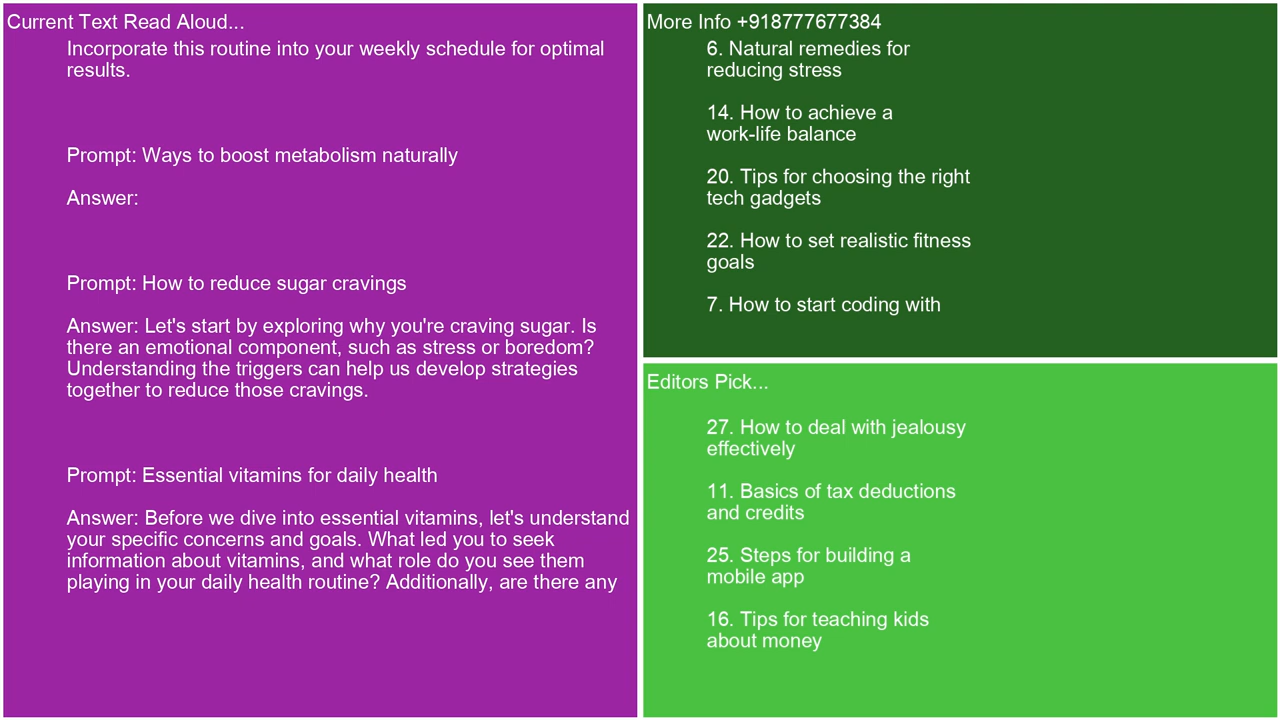 Current Text Read Aloud...
Incorporate this routine into your weekly schedule for optimal
results.
Prompt: Ways to boost metabolism naturally
Answer:
Prompt: How to reduce sugar cravings
Answer: Let's start by exploring why you're craving sugar. Is
there an emotional component, such as stress or boredom?
Understanding the triggers can help us develop strategies
together to reduce those cravings.
Prompt: Essential vitamins for daily health
Answer: Before we dive into essential vitamins, let's understand
your specific concerns and goals. What led you to seek
information about vitamins, and what role do you see them
playing in your daily health routine? Additionally, are there any
More Info +918777677384
6. Natural remedies for
reducing stress
14. How to achieve a
work-life balance
20. Tips for choosing the right
tech gadgets
22. How to set realistic fitness
goals
7. How to start coding with
Editors Pick...
27. How to deal with jealousy
effectively
11. Basics of tax deductions
and credits
25. Steps for building a
mobile app
16. Tips for teaching kids
about money